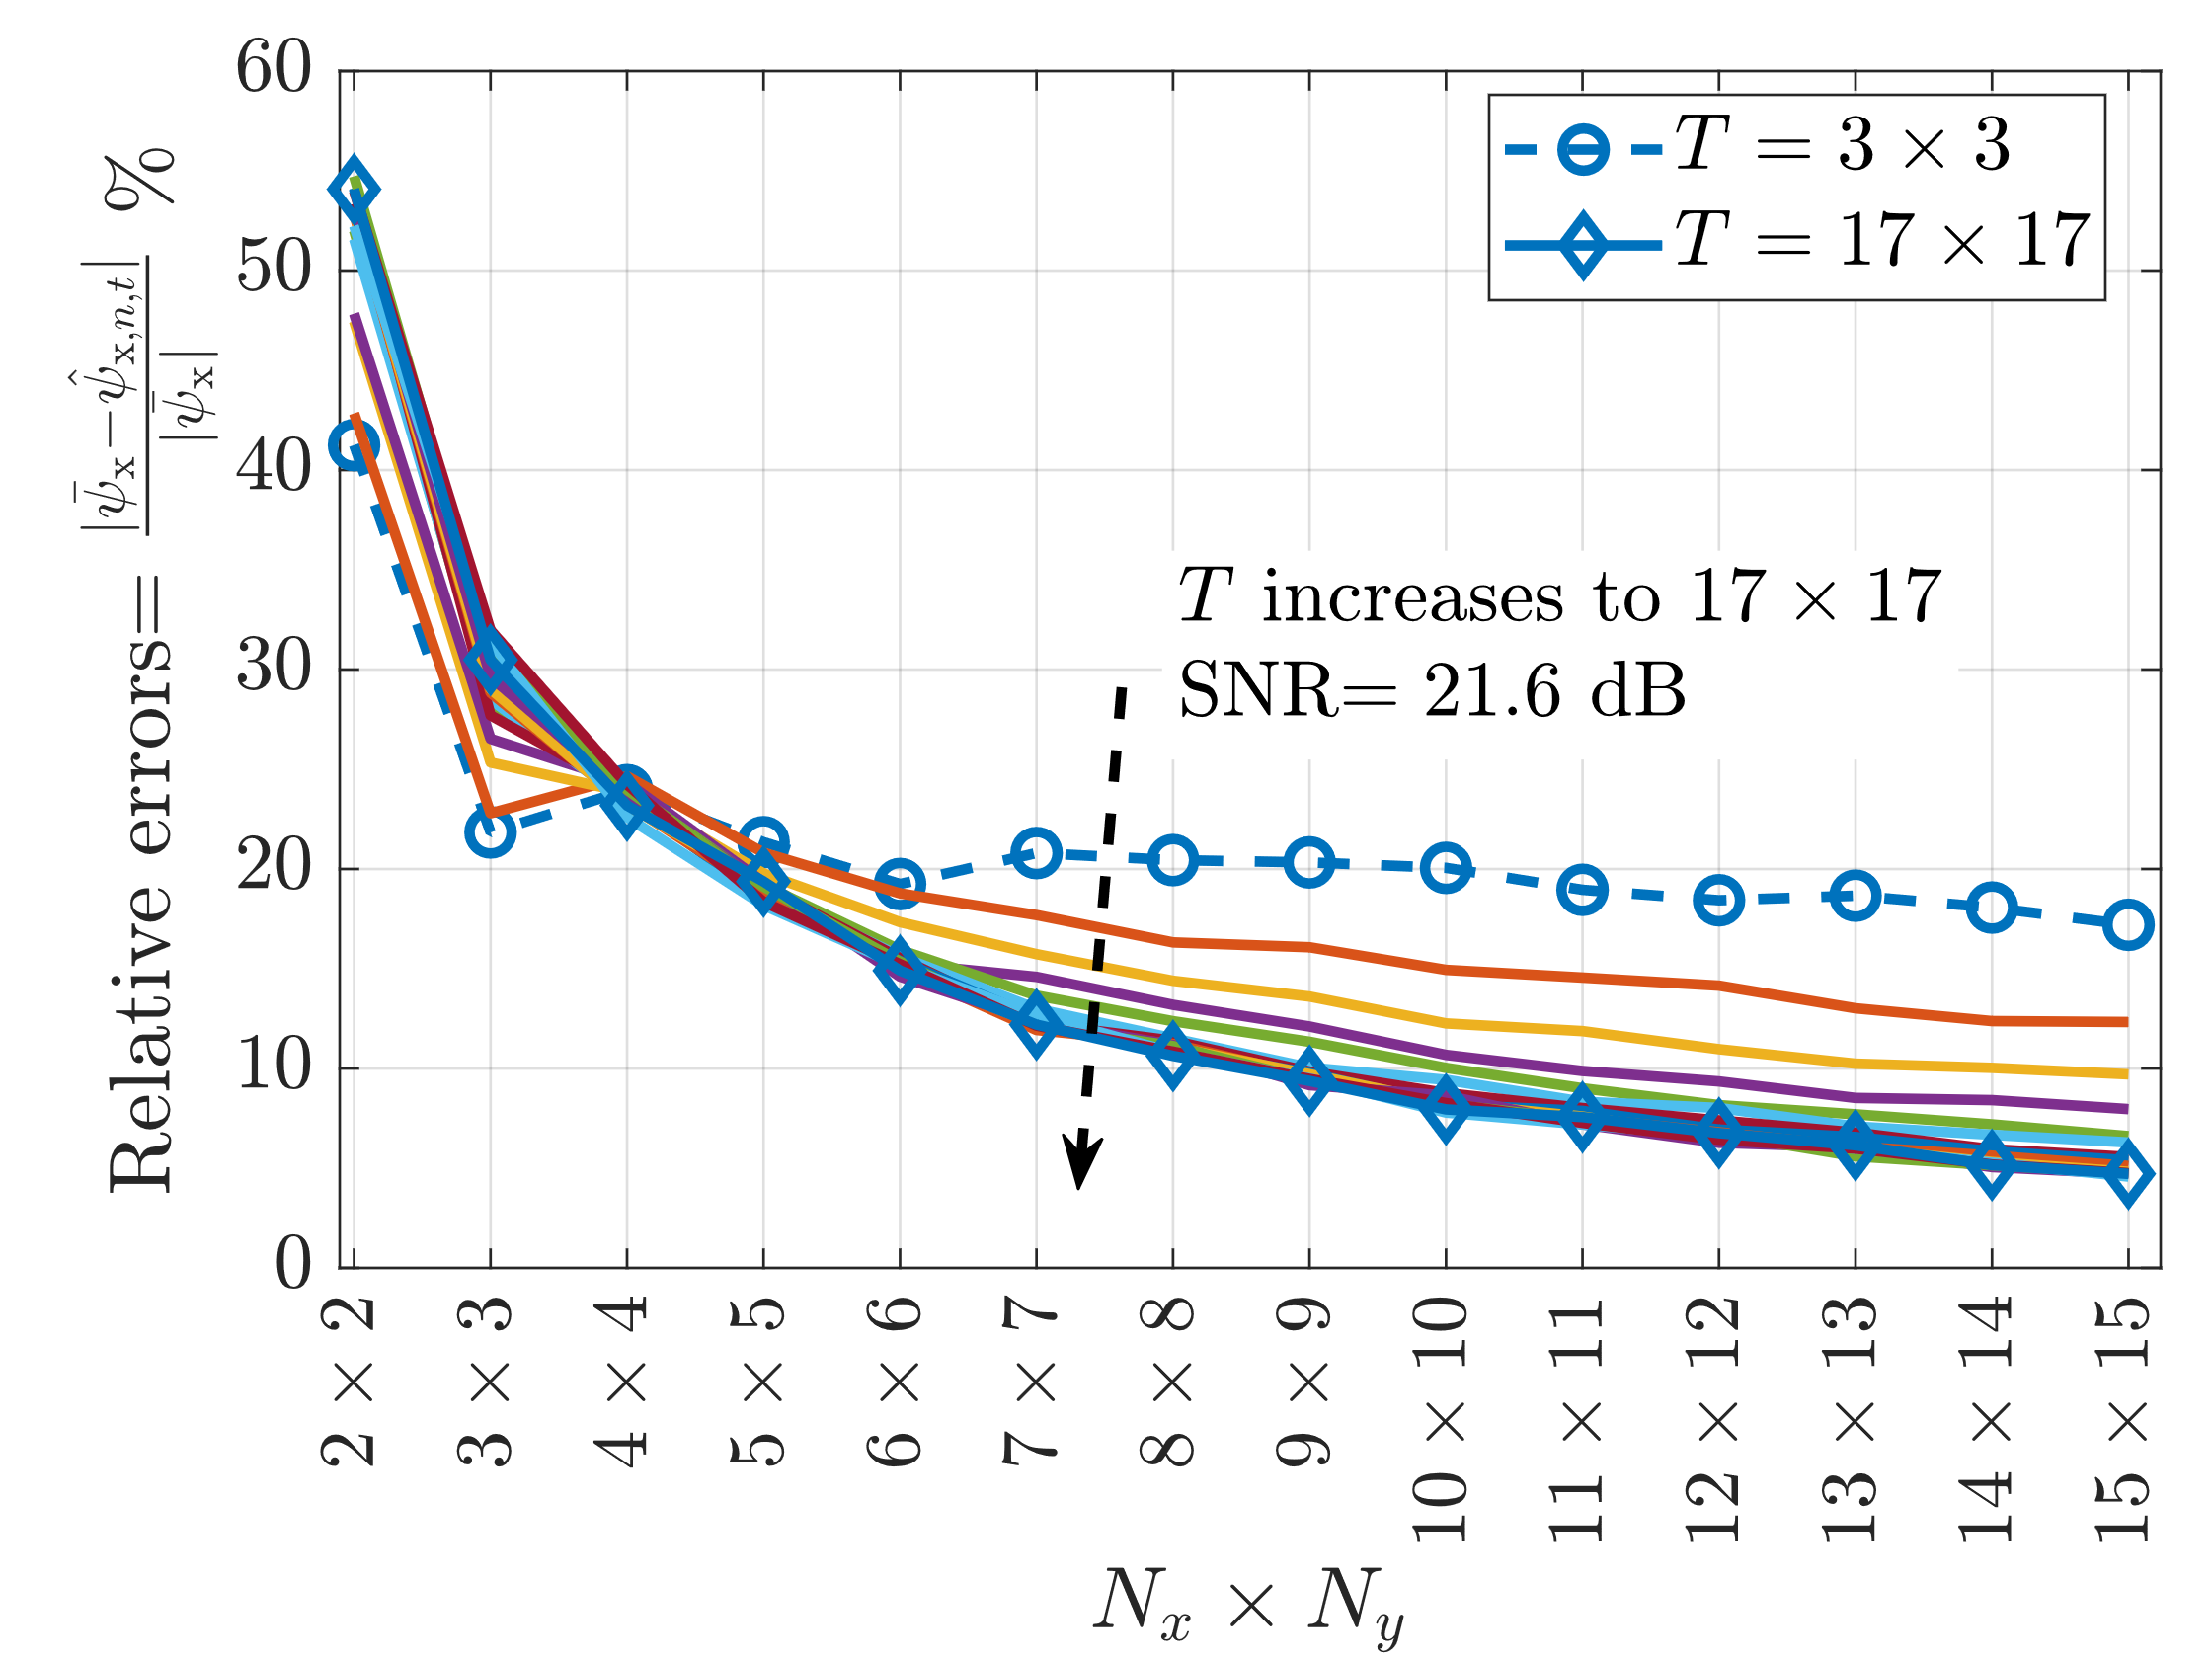 Relative errors= |ψ̄ₓ−ψ̂ₓ,ₙ,ₜ| / |ψ̄ₓ| %
60
50
40
30
20
10
0
T = 3 × 3
T = 17 × 17
T increases to 17 × 17
SNR= 21.6 dB
2 × 2
3 × 3
4 × 4
5 × 5
6 × 6
7 × 7
8 × 8
9 × 9
10 × 10
11 × 11
12 × 12
13 × 13
14 × 14
15 × 15
Nₓ × N_y